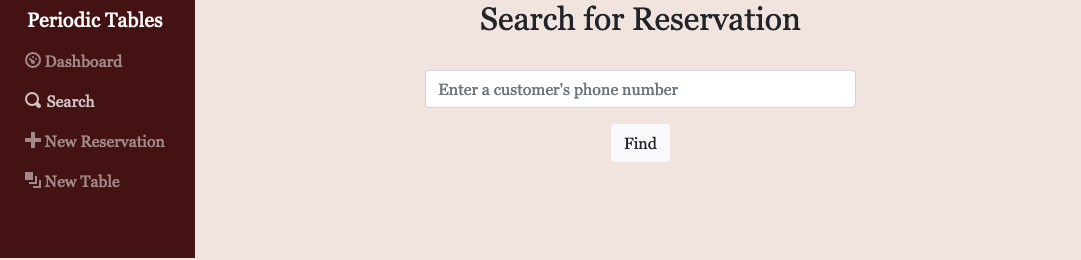 Periodic Tables
Dashboard
Search
New Reservation
New Table
Search for Reservation
Enter a customer's phone number
Find